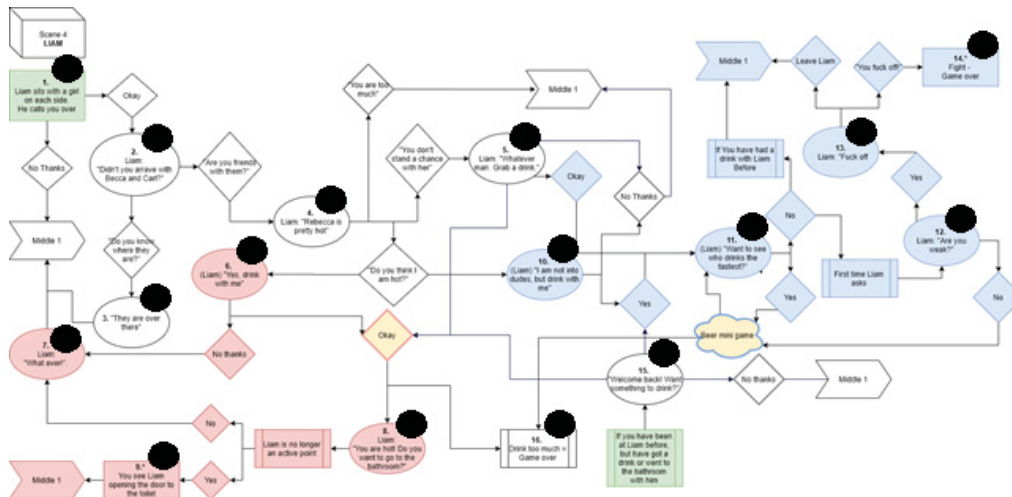 Scene 4
LIAM
1.
Liam sits with a girl
on each side.
He calls you over
Okay
No Thanks
Middle 1
2.
Liam:
"Didn't you arrave with
Becca and Carl?"
"Are you friends
with them?"
"Do you know
where they are?"
3. "They are over
there"
4.
Liam: "Rebecca is
pretty hot"
"You are too
much!"
Middle 1
"You don't
stand a chance
with her"
5.
Liam: "Whatever
man. Grab a drink."
Okay
No Thanks
"Do you think I
am hot?"
6.
(Liam) "Yes, drink
with me"
No thanks
Okay
7.
Liam:
"What ever!".
8.
Liam:
"You are hot! Do you
want to go to the
bathroom?"
Liam is no longer
an active point
No
Yes
9.*
You see Liam
opening the door to
the toilet
Middle 1
10.
(Liam) "I am not into
dudes, but drink with
me"
Yes
11.
(Liam) "Want to see
who drinks the
fastest?"
No
Yes
If You have had a
drink with Liam
Before
Middle 1
First time Liam
asks
12.
Liam: "Are you
weak?"
Yes
No
13.
Liam: "Fuck off
Leave Liam
"You fuck off!"
14.*
Fight -
Game over
Beer mini game
15.
"Welcome back! Want
something to drink?"
No thanks
Middle 1
If you have been
at Liam before,
but have got a
drink or went to
the bathroom
with him
16.
Drink too much =
Game over